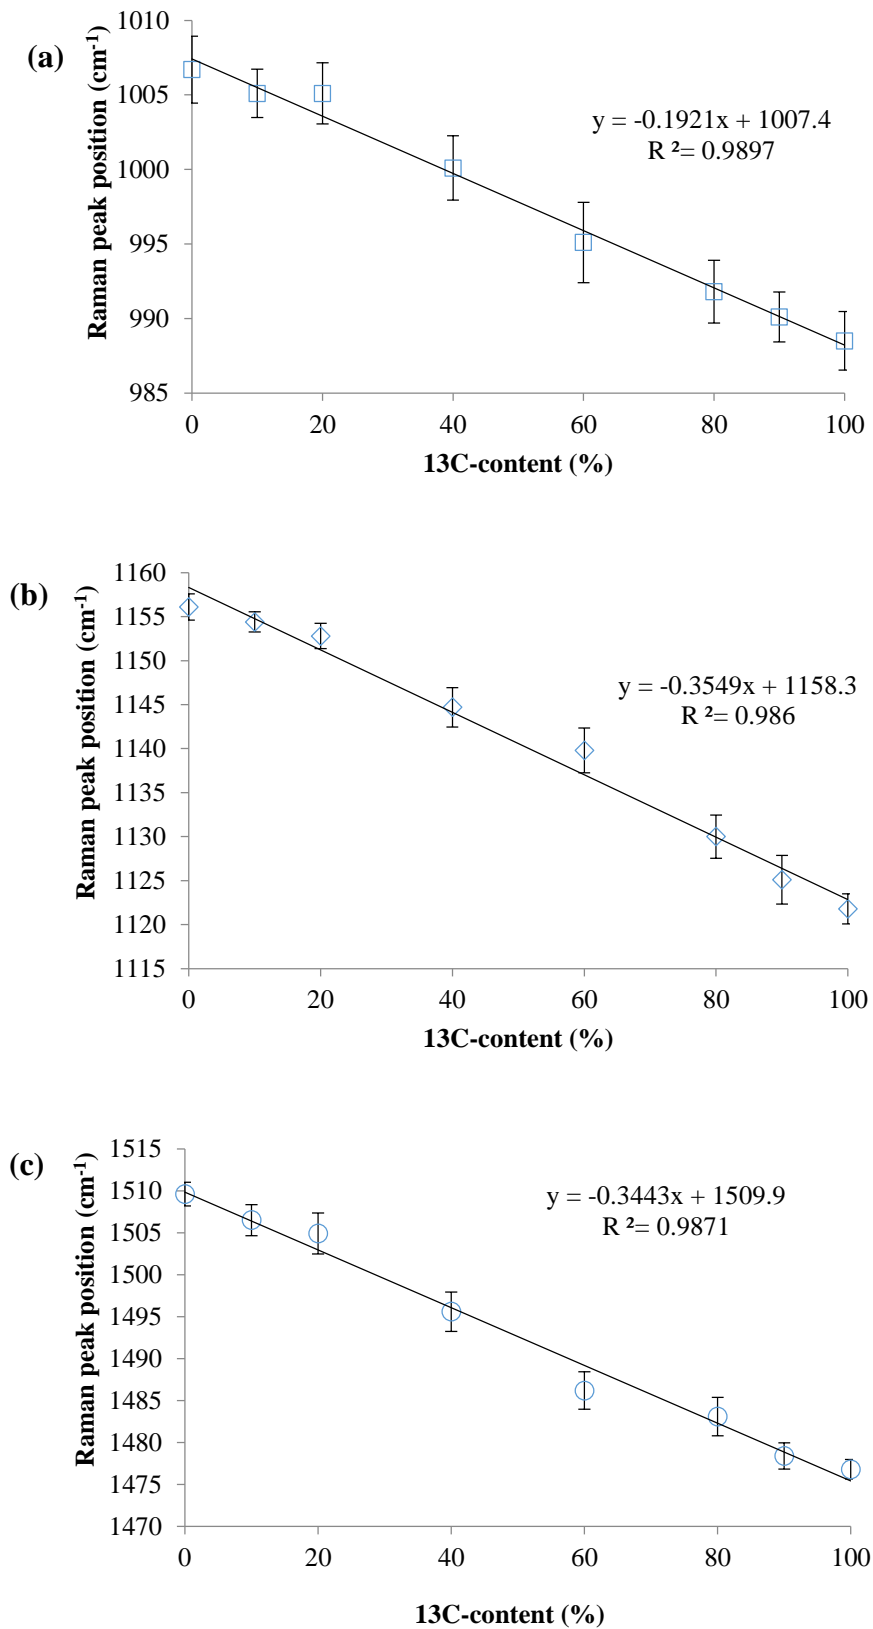 (a)
Raman peak position (cm-1)
1010
1005
1000
995
990
985
y = -0.1921x + 1007.4
R ²= 0.9897
0 20 40 60 80 100
13C-content (%)
(b)
Raman peak position (cm-1)
1160
1155
1150
1145
1140
1135
1130
1125
1120
1115
y = -0.3549x + 1158.3
R ²= 0.986
0 20 40 60 80 100
13C-content (%)
(c)
Raman peak position (cm-1)
1515
1510
1505
1500
1495
1490
1485
1480
1475
1470
y = -0.3443x + 1509.9
R ²= 0.9871
0 20 40 60 80 100
13C-content (%)